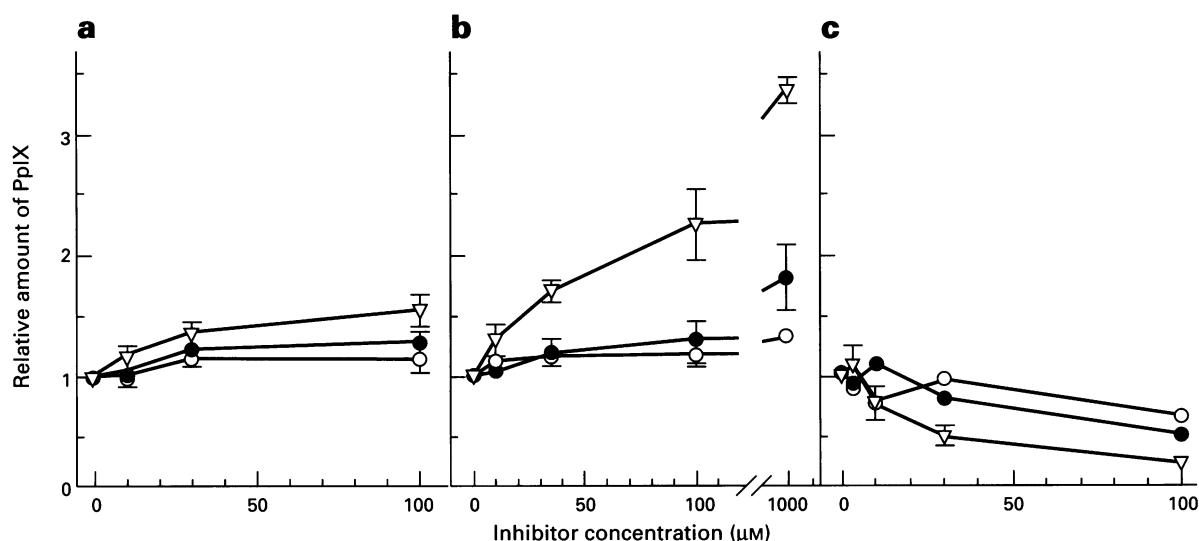 a b c
Relative amount of PpIX
3
2
1
0
0 50 100 0 50 100 1000 0 50 100
Inhibitor concentration (μM)